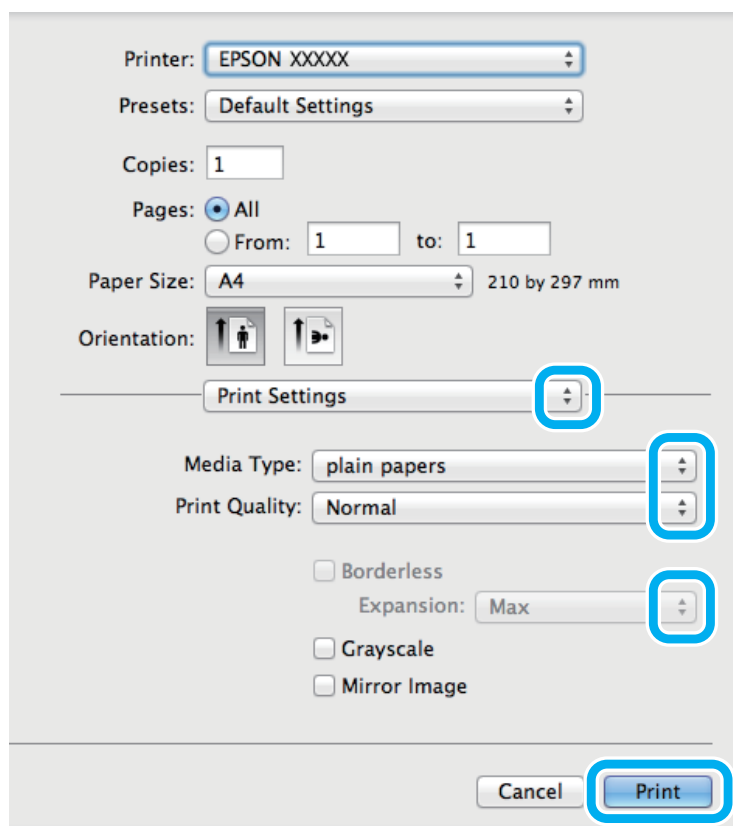 Printer: EPSON XXXXX
Presets: Default Settings
Copies: 1
Pages: All
From: 1 to: 1
Paper Size: A4 210 by 297 mm
Orientation:
Print Settings
Media Type: plain papers
Print Quality: Normal
Borderless
Expansion: Max
Grayscale
Mirror Image
Cancel Print